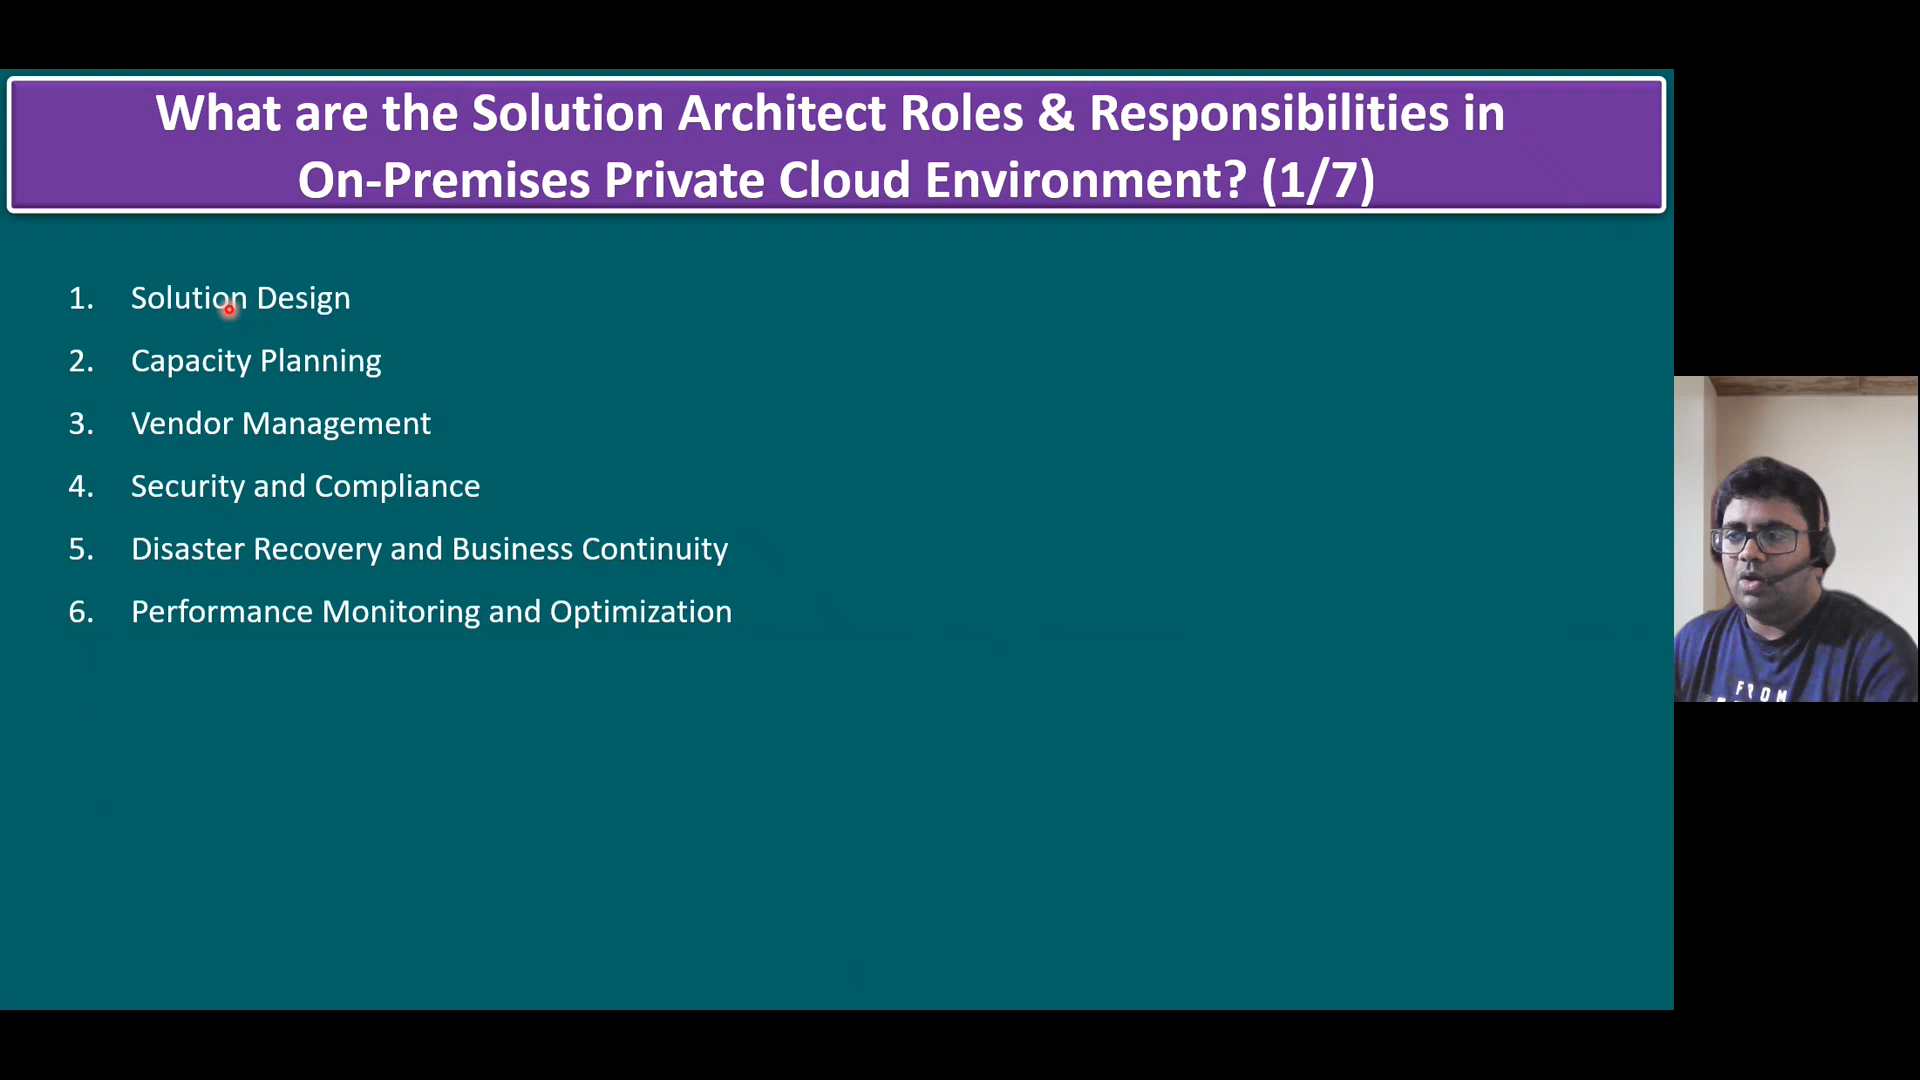 What are the Solution Architect Roles & Responsibilities in
On-Premises Private Cloud Environment? (1/7)
1. Solution Design
2. Capacity Planning
3. Vendor Management
4. Security and Compliance
5. Disaster Recovery and Business Continuity
6. Performance Monitoring and Optimization
FROM